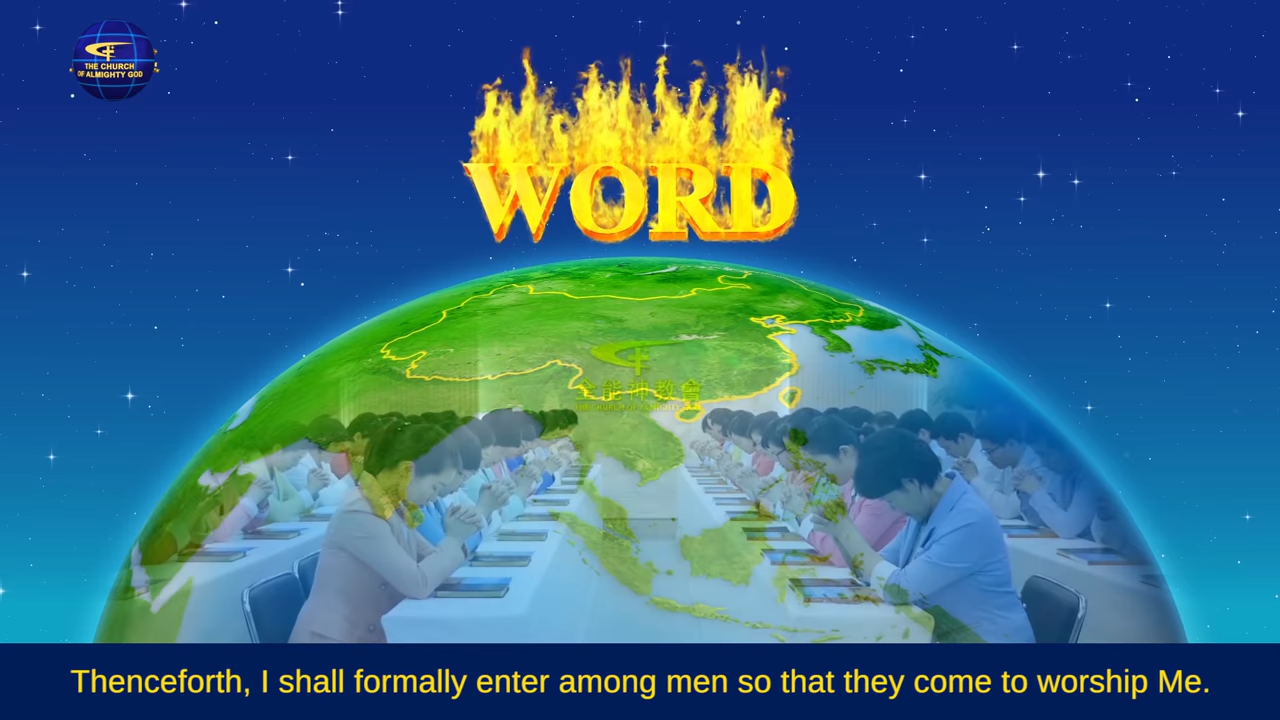 THE CHURCH
OF ALMIGHTY GOD
WORD
全能神教會
THE CHURCH OF ALMIGHTY
Thenceforth, I shall formally enter among men so that they come to worship Me.